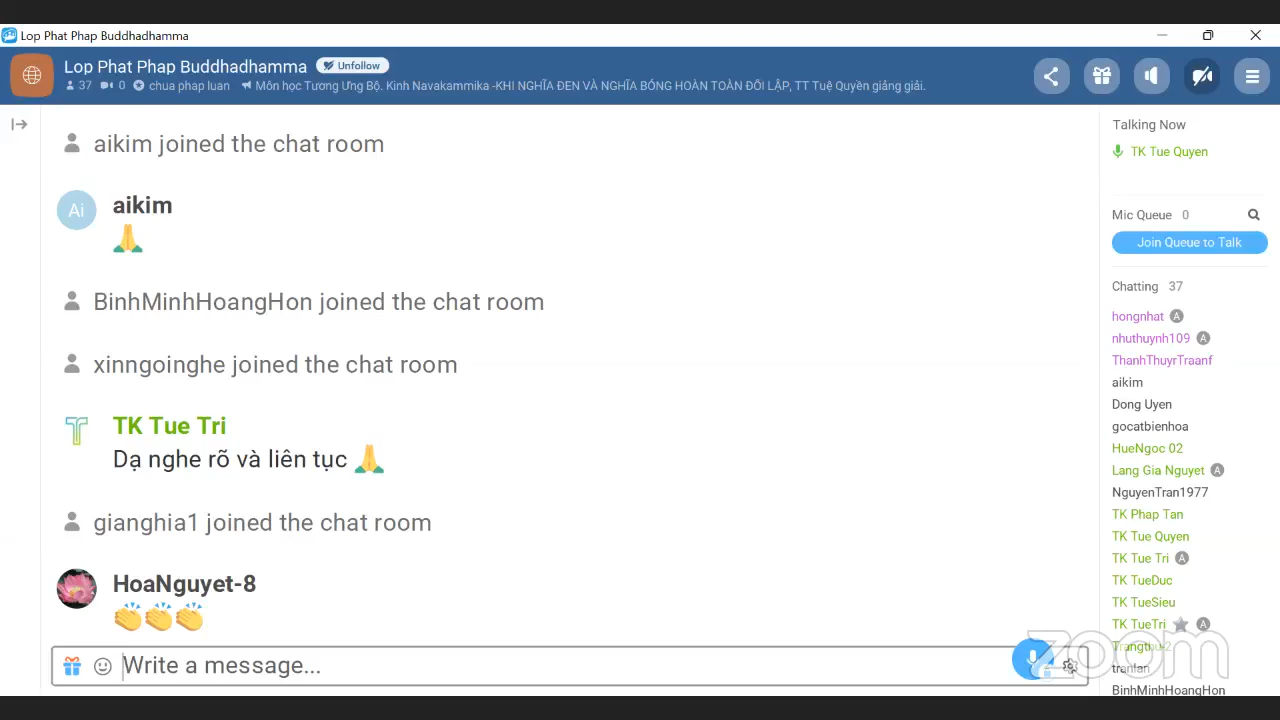 Lop Phat Phap Buddhadhamma
Lop Phat Phap Buddhadhamma Unfollow
37 0 chua phap luan Môn học Tương Ưng Bộ. Kinh Navakammika -KHI NGHĨA ĐEN VÀ NGHĨA BÓNG HOÀN TOÀN ĐỐI LẬP, TT Tuệ Quyền giảng giải.
aikim joined the chat room
Ai
aikim
BinhMinhHoangHon joined the chat room
xinngoinghe joined the chat room
TK Tue Tri
Dạ nghe rõ và liên tục
gianghia1 joined the chat room
HoaNguyet-8
Write a message...
Talking Now
TK Tue Quyen
Mic Queue 0
Join Queue to Talk
Chatting 37
hongnhat A
nhuthuynh109 A
ThanhThuyrTraanf
aikim
Dong Uyen
gocatbienhoa
HueNgoc 02
Lang Gia Nguyet A
NguyenTran1977
TK Phap Tan
TK Tue Quyen
TK Tue Tri A
TK TueDuc
TK TueSieu
TK TueTri A
Trangthu-2
tranlan
BinhMinhHoangHon
zoom